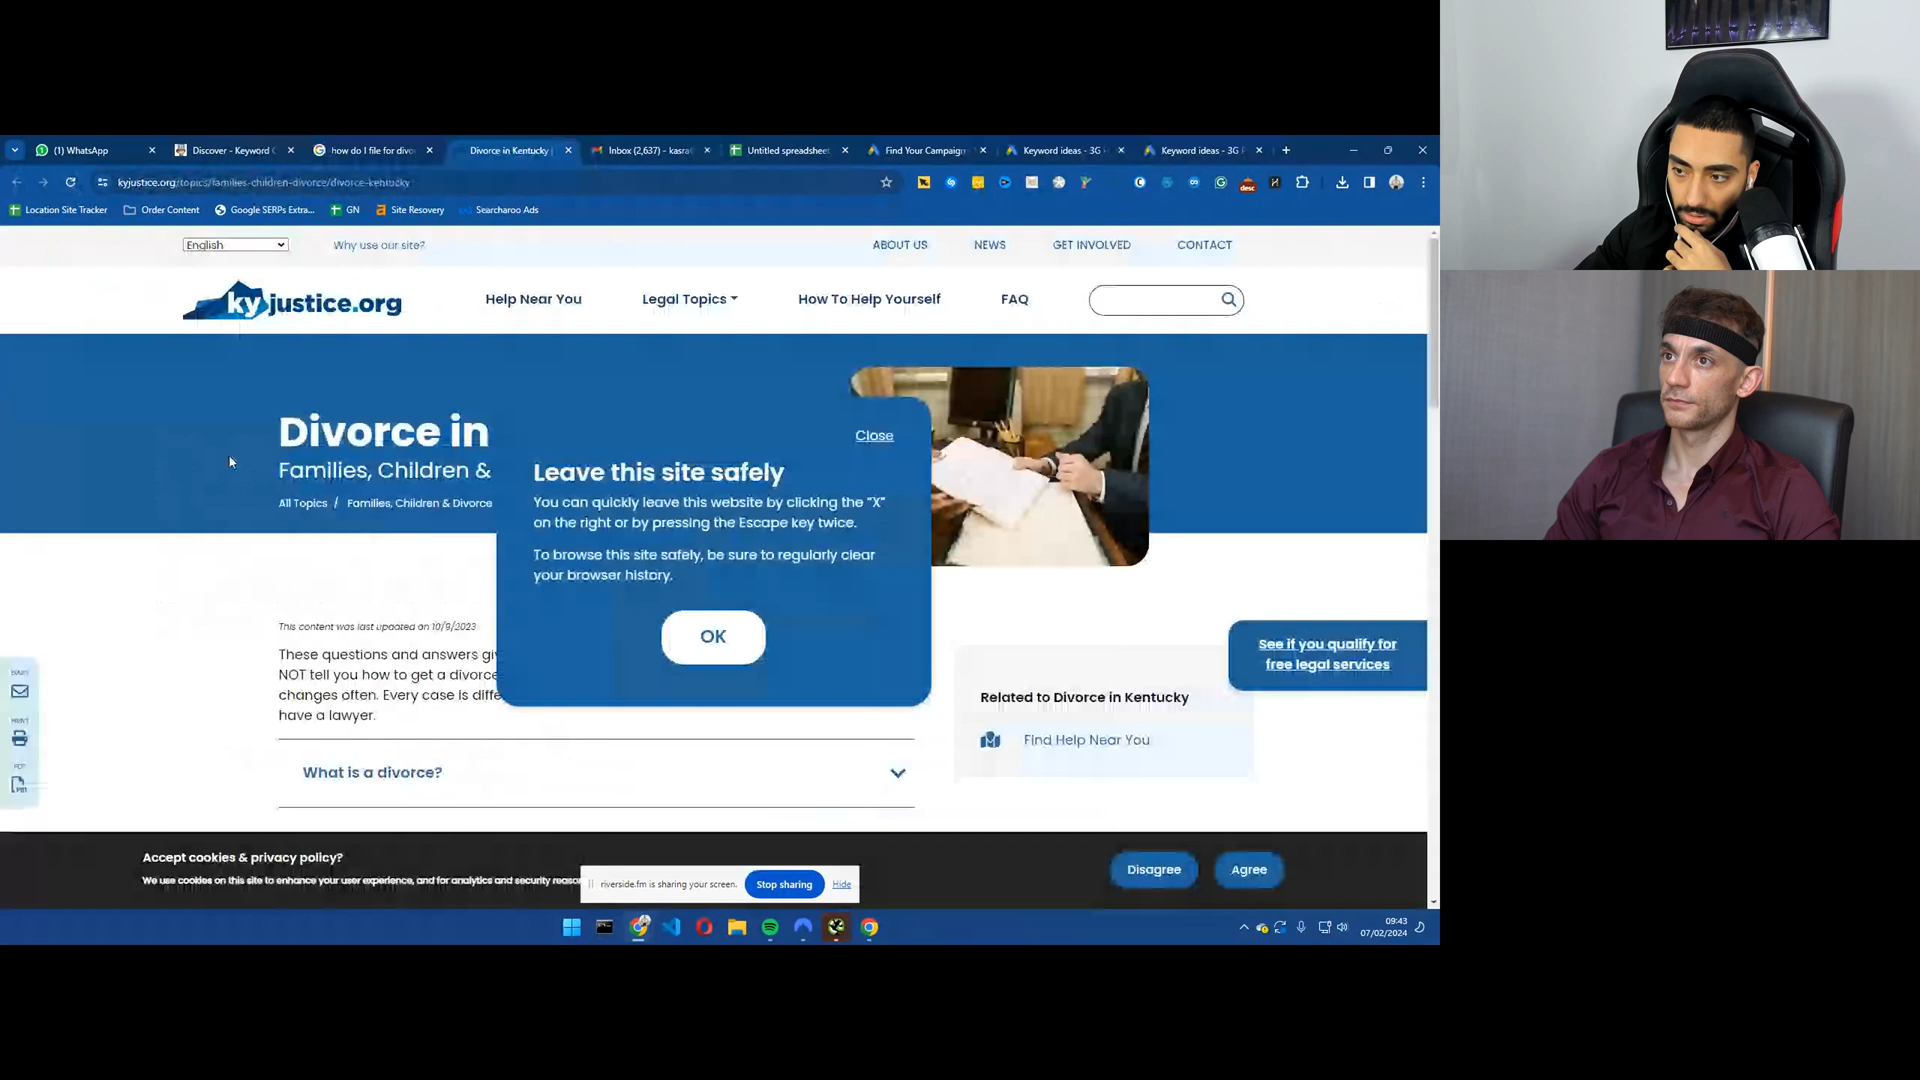 (1) WhatsApp
Discover - Keyword
how do I file for divo
Divorce in Kentucky
Inbox (2,637) - kasra
Untitled spreadsheet
Find Your Campaign
Keyword ideas - 3G
Keyword ideas - 3G
kyjustice.org/topics/families-children-divorce/divorce-kentucky
desc
Location Site Tracker
Order Content
Google SERPs Extra...
GN
Site Recovery
Searcharoo Ads
English
Why use our site?
ABOUT US
NEWS
GET INVOLVED
CONTACT
kyjustice.org
Help Near You
Legal Topics
How To Help Yourself
FAQ
Divorce in
Families, Children &
All Topics / Families, Children & Divorce
Close
Leave this site safely
You can quickly leave this website by clicking the "X"
on the right or by pressing the Escape key twice.
To browse this site safely, be sure to regularly clear
your browser history.
OK
This content was last updated on 10/9/2023
These questions and answers gi
NOT tell you how to get a divorce
changes often. Every case is diffe
have a lawyer.
See if you qualify for
free legal services
Related to Divorce in Kentucky
Find Help Near You
What is a divorce?
PRINT
PDF
Accept cookies & privacy policy?
We use cookies on this site to enhance your user experience, and for analytics and security reason
Disagree
Agree
riverside.fm is sharing your screen.
Stop sharing
Hide
09:43
07/02/2024